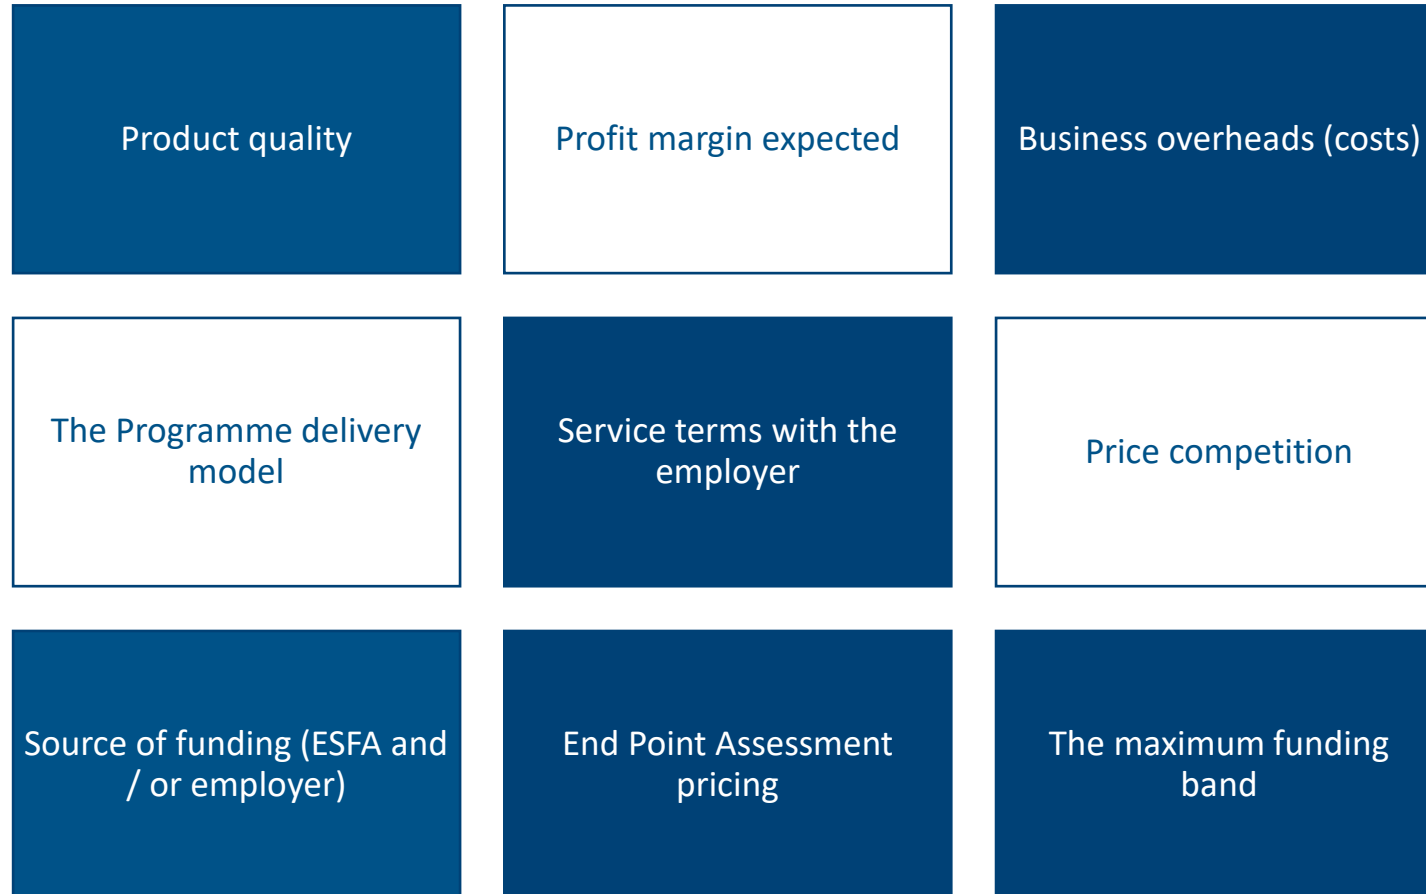 Product quality
Profit margin expected
Business overheads (costs)
The Programme delivery
model
Service terms with the
employer
Price competition
Source of funding (ESFA and
/ or employer)
End Point Assessment
pricing
The maximum funding
band